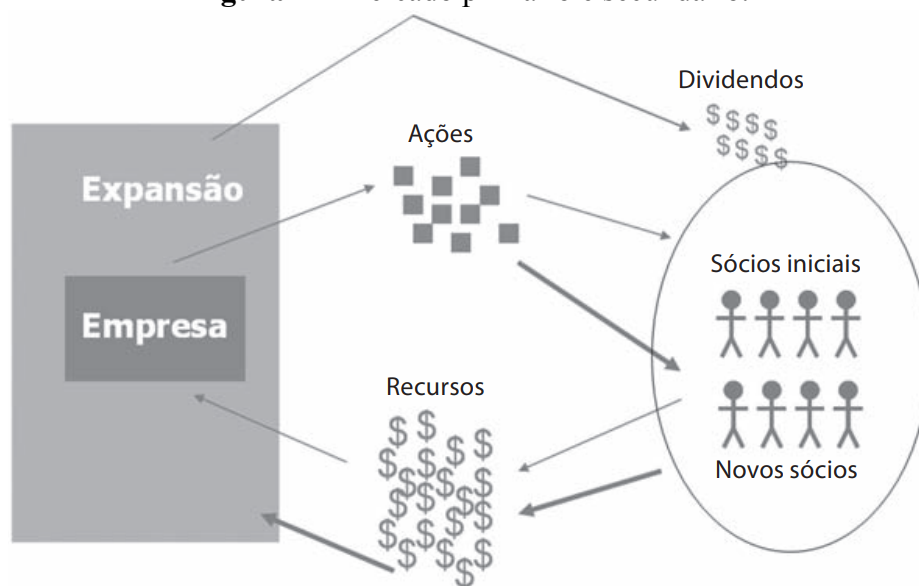 Dividendos
$ $ $ $
$ $ $ $
Ações
Expansão
Sócios iniciais
Empresa
Recursos
$ $ $ $ $ $ $ $ $ $ $ $ $ $ $ $ $ $ $ $
Novos sócios